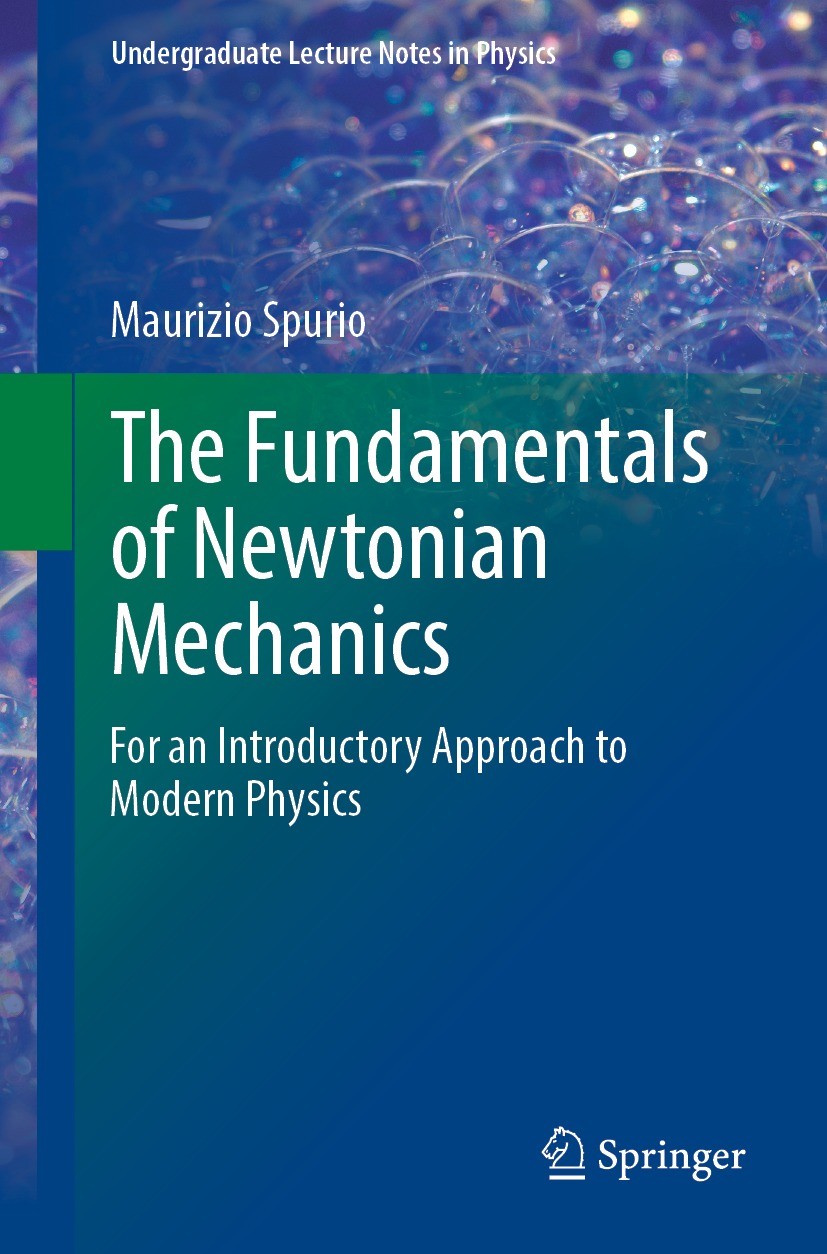 Undergraduate Lecture Notes in Physics
Maurizio Spurio
The Fundamentals
of Newtonian
Mechanics
For an Introductory Approach to
Modern Physics
Springer